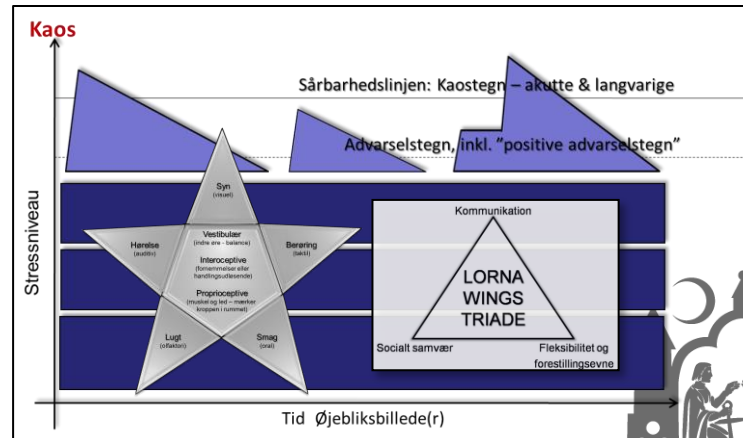 Kaos
Sårbarhedslinjen: Kaostegn – akutte & langvarige
Advarselstegn, inkl. ”positive advarselstegn”
Stressniveau
Syn
(visuel)
Hørelse
(auditiv)
Vestibulær
(indre øre - balance)
Interoceptive
(fornemmelser eller
handlingsudløsende)
Proprioceptive
(muskel og led – mærker
kroppen i rummet)
Berøring
(taktil)
Lugt
(olfaktori)
Smag
(oral)
Kommunikation
LORNA
WINGS
TRIADE
Socialt samvær
Fleksibilitet og
forestillingsevne
Tid Øjebliksbillede(r)